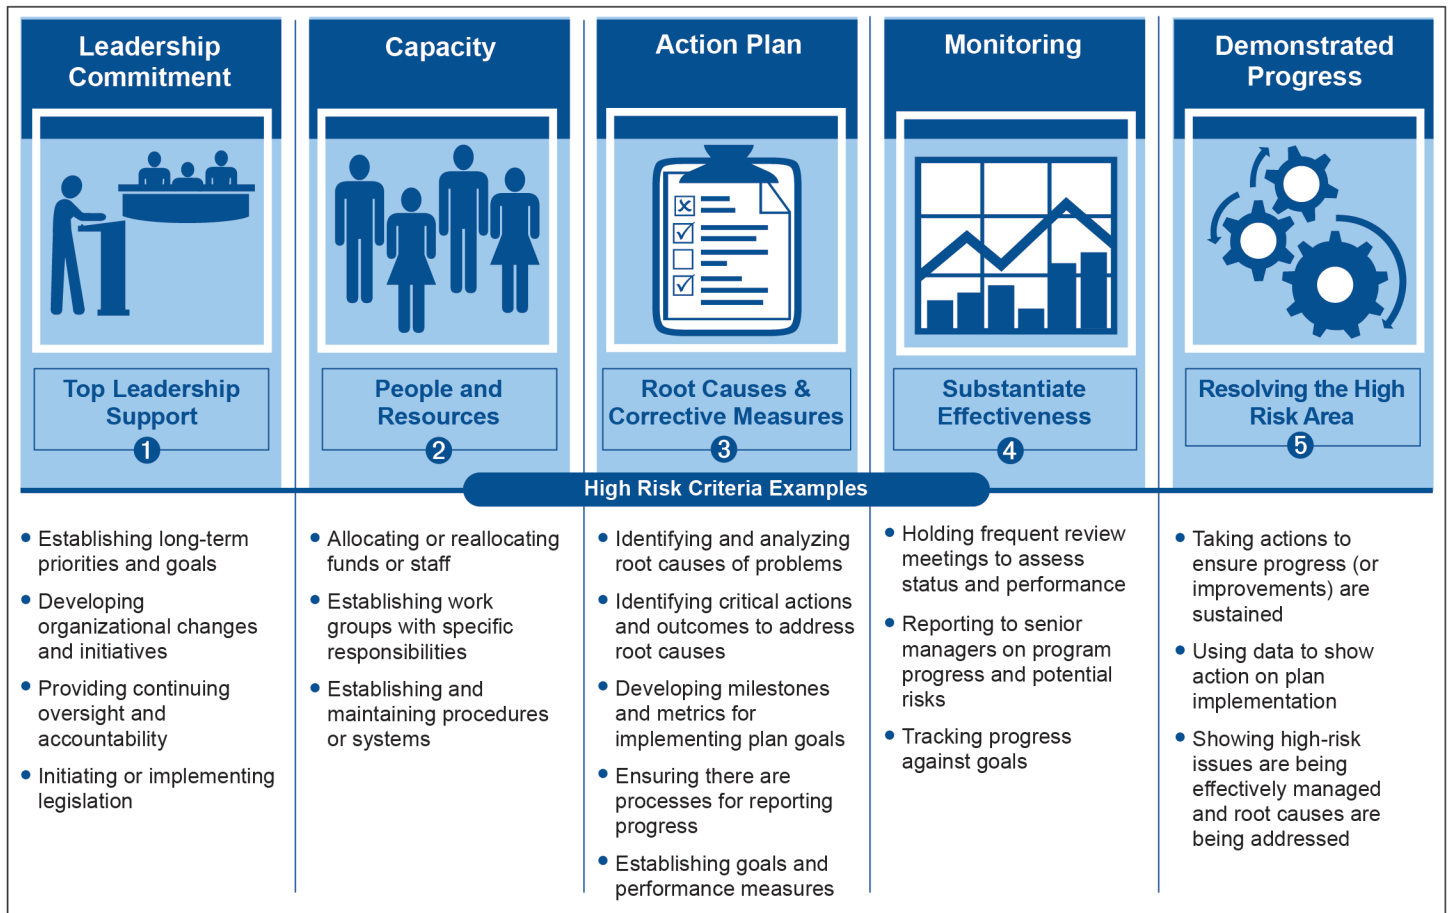 Leadership
Commitment
Top Leadership
Support
1
Capacity
People and
Resources
2
Action Plan
Root Causes &
Corrective Measures
3
Monitoring
Substantiate
Effectiveness
4
Demonstrated
Progress
Resolving the High
Risk Area
5
High Risk Criteria Examples
• Establishing long-term
priorities and goals
• Developing
organizational changes
and initiatives
• Providing continuing
oversight and
accountability
• Initiating or implementing
legislation
• Allocating or reallocating
funds or staff
• Establishing work
groups with specific
responsibilities
• Establishing and
maintaining procedures
or systems
• Identifying and analyzing
root causes of problems
• Identifying critical actions
and outcomes to address
root causes
• Developing milestones
and metrics for
implementing plan goals
• Ensuring there are
processes for reporting
progress
• Establishing goals and
performance measures
• Holding frequent review
meetings to assess
status and performance
• Reporting to senior
managers on program
progress and potential
risks
• Tracking progress
against goals
• Taking actions to
ensure progress (or
improvements) are
sustained
• Using data to show
action on plan
implementation
• Showing high-risk
issues are being
effectively managed
and root causes are
being addressed